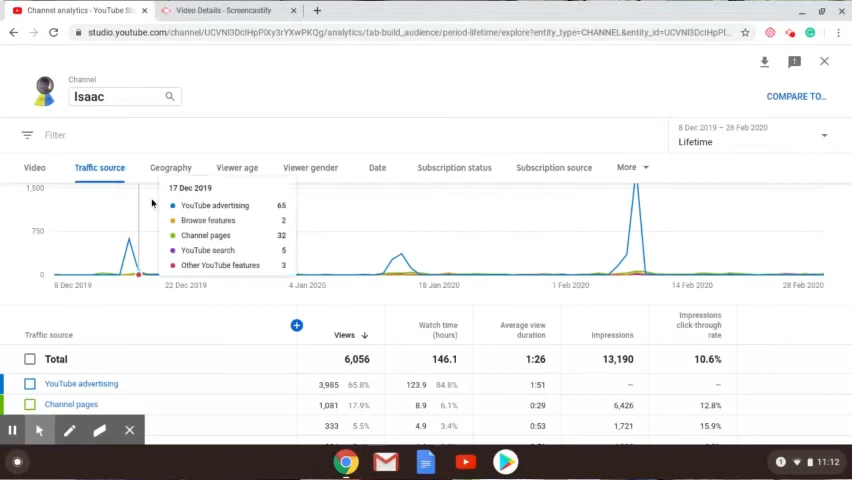 Channel analytics - YouTube St
Video Details - Screencastify
studio.youtube.com/channel/UCVNl3DcIHpPlXy3rYXwPKQg/analytics/tab-build_audience/period-lifetime/explore?entity_type=CHANNEL&entity_id=UCVNl3DcIHpPl...
Channel
Isaac
COMPARE TO...
Filter
8 Dec 2019 – 28 Feb 2020
Lifetime
Video
Traffic source
Geography
Viewer age
Viewer gender
Date
Subscription status
Subscription source
More
1,500
750
0
17 Dec 2019
YouTube advertising 65
Browse features 2
Channel pages 32
YouTube search 5
Other YouTube features 3
8 Dec 2019
22 Dec 2019
4 Jan 2020
18 Jan 2020
1 Feb 2020
14 Feb 2020
28 Feb 2020
Traffic source
Views
Watch time (hours)
Average view duration
Impressions
Impressions click-through rate
Total 6,056 146.1 1:26 13,190 10.6%
YouTube advertising 3,985 65.8% 123.9 84.8% 1:51 — —
Channel pages 1,081 17.9% 8.9 6.1% 0:29 6,426 12.8%
333 5.5% 4.9 3.4% 0:53 1,721 15.9%
1
11:12